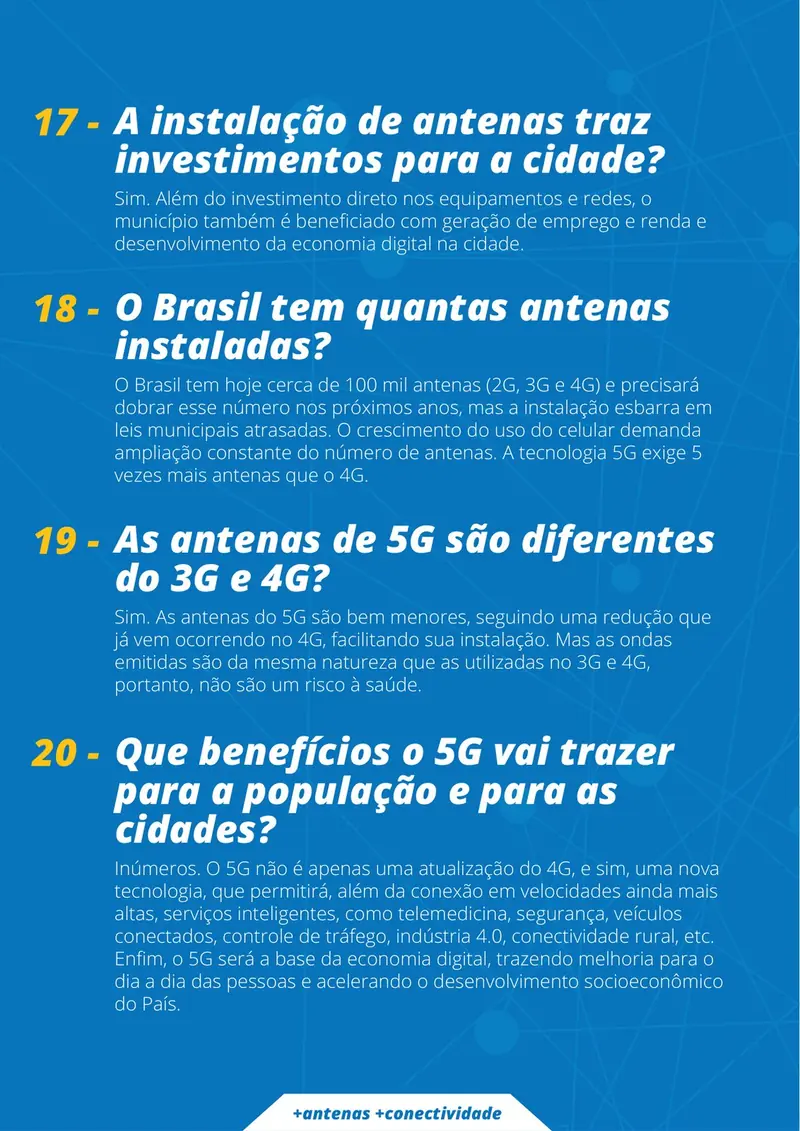 17 - A instalação de antenas traz
investimentos para a cidade?
Sim. Além do investimento direto nos equipamentos e redes, o
município também é beneficiado com geração de emprego e renda e
desenvolvimento da economia digital na cidade.
18 - O Brasil tem quantas antenas
instaladas?
O Brasil tem hoje cerca de 100 mil antenas (2G, 3G e 4G) e precisará
dobrar esse número nos próximos anos, mas a instalação esbarra em
leis municipais atrasadas. O crescimento do uso do celular demanda
ampliação constante do número de antenas. A tecnologia 5G exige 5
vezes mais antenas que o 4G.
19 - As antenas de 5G são diferentes
do 3G e 4G?
Sim. As antenas do 5G são bem menores, seguindo uma redução que
já vem ocorrendo no 4G, facilitando sua instalação. Mas as ondas
emitidas são da mesma natureza que as utilizadas no 3G e 4G,
portanto, não são um risco à saúde.
20 - Que benefícios o 5G vai trazer
para a população e para as
cidades?
Inúmeros. O 5G não é apenas uma atualização do 4G, e sim, uma nova
tecnologia, que permitirá, além da conexão em velocidades ainda mais
altas, serviços inteligentes, como telemedicina, segurança, veículos
conectados, controle de tráfego, indústria 4.0, conectividade rural, etc.
Enfim, o 5G será a base da economia digital, trazendo melhoria para o
dia a dia das pessoas e acelerando o desenvolvimento socioeconômico
do País.
+antenas +conectividade